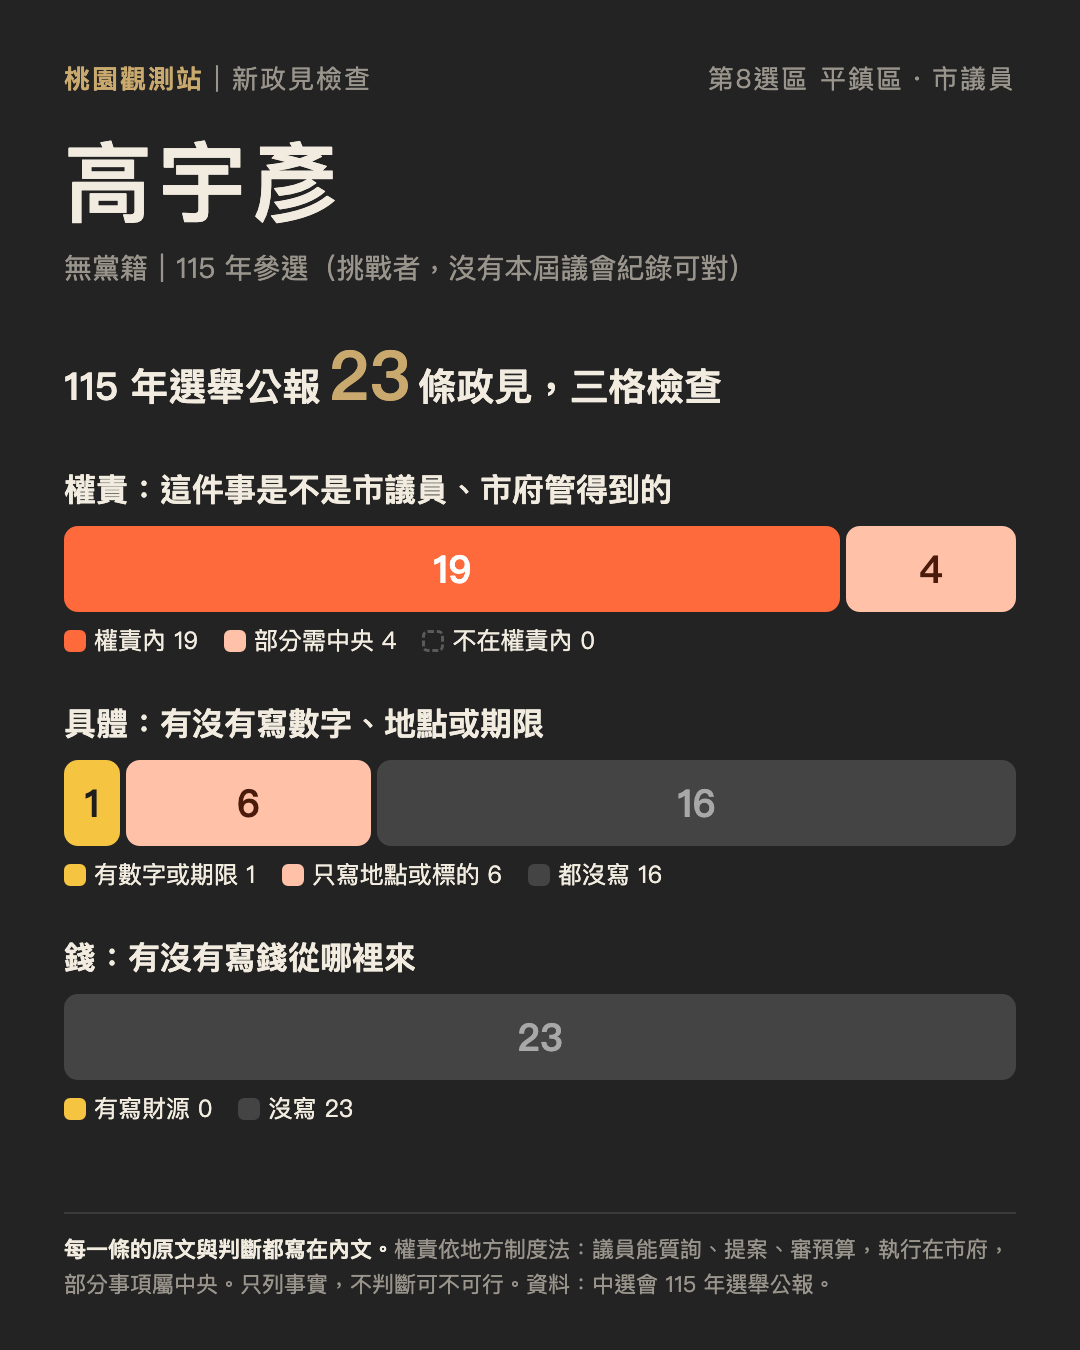 桃園觀測站｜新政見檢查
第8選區 平鎮區・市議員
高宇彥
無黨籍｜115 年參選（挑戰者，沒有本屆議會紀錄可對）
115 年選舉公報 23 條政見，三格檢查
權責：這件事是不是市議員、市府管得到的
19
4
權責內 19 部分需中央 4 不在權責內 0
具體：有沒有寫數字、地點或期限
1
6
16
有數字或期限 1 只寫地點或標的 6 都沒寫 16
錢：有沒有寫錢從哪裡來
23
有寫財源 0 沒寫 23
每一條的原文與判斷都寫在內文。權責依地方制度法：議員能質詢、提案、審預算，執行在市府，
部分事項屬中央。只列事實，不判斷可不可行。資料：中選會 115 年選舉公報。